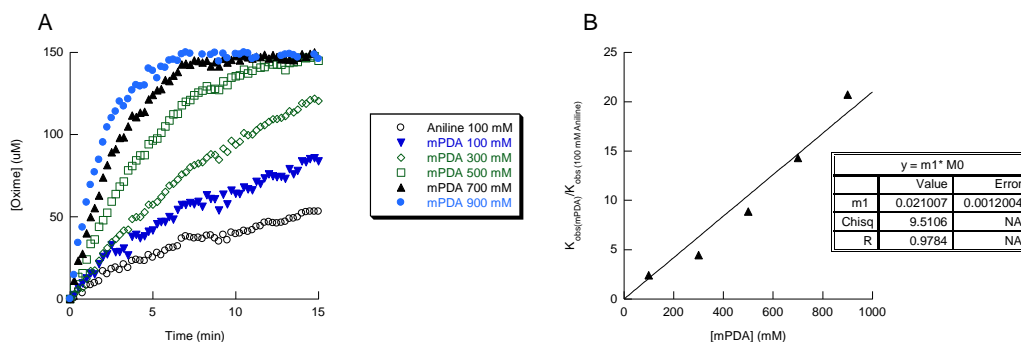 A
150
100
50
0
0
5
10
15
[Oxime] (uM)
Time (min)
Aniline 100 mM
mPDA 100 mM
mPDA 300 mM
mPDA 500 mM
mPDA 700 mM
mPDA 900 mM
B
25
20
15
10
5
0
0
200
400
600
800
1000
K obs(mPDA) /K obs (100 mM Aniline)
[mPDA] (mM)
y = m1* M0
Value Error
m1 0.021007 0.0012004
Chisq 9.5106 NA
R 0.9784 NA